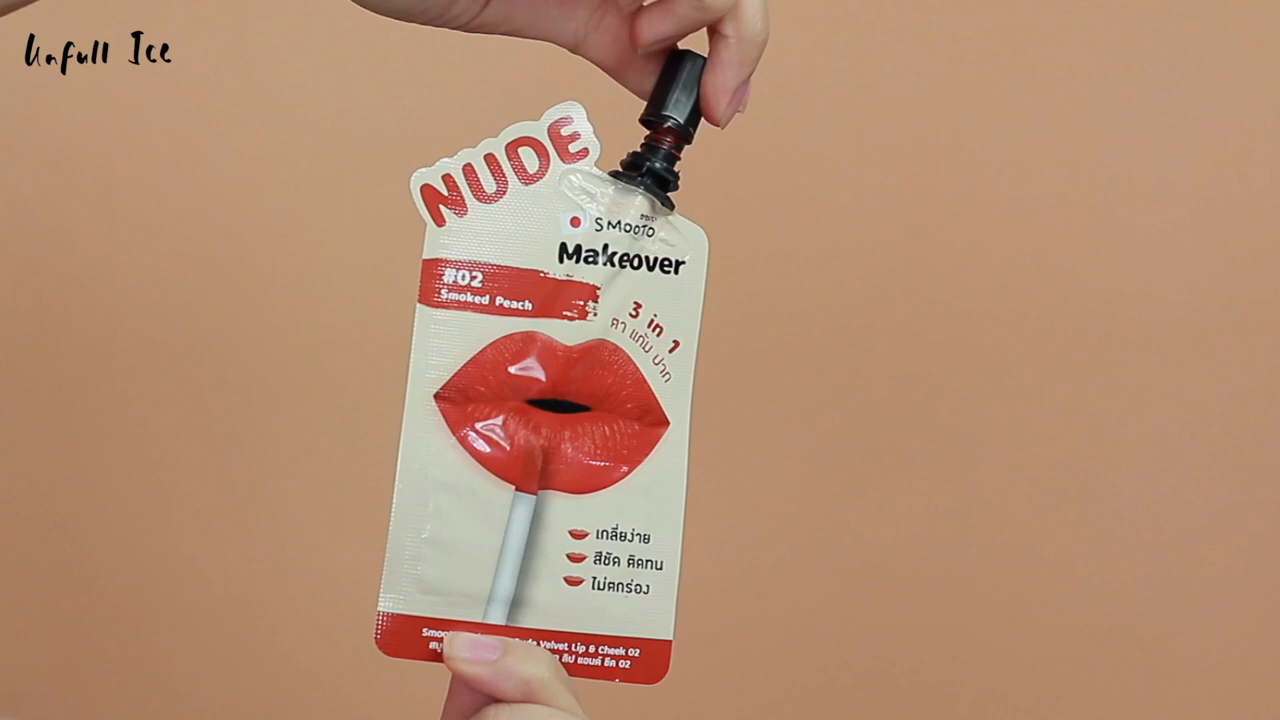 Unfull Ice
NUDE
SMOOTO
Makeover
#02
Smoked Peach
3 in 1
ตา แก้ม ปาก
เกลี่ยง่าย
สีชัด ติดทน
ไม่ตกร่อง
Velvet Lip & Cheek 02
ลิป แอนด์ ชีค 02